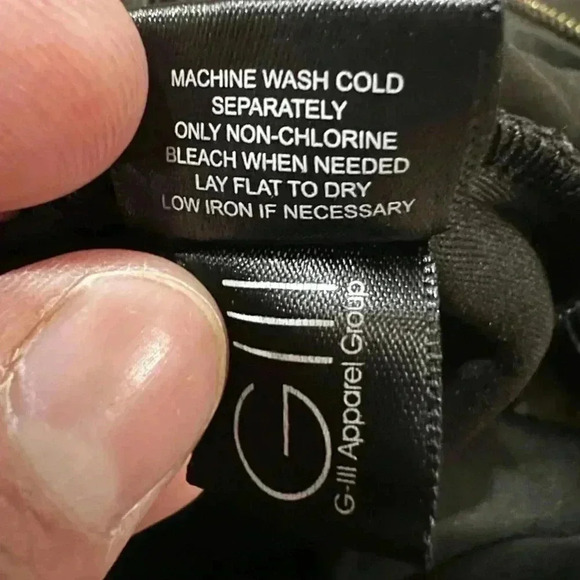 MACHINE WASH COLD
SEPARATELY
ONLY NON-CHLORINE
BLEACH WHEN NEEDED
LAY FLAT TO DRY
LOW IRON IF NECESSARY
GIII
G-III Apparel Group